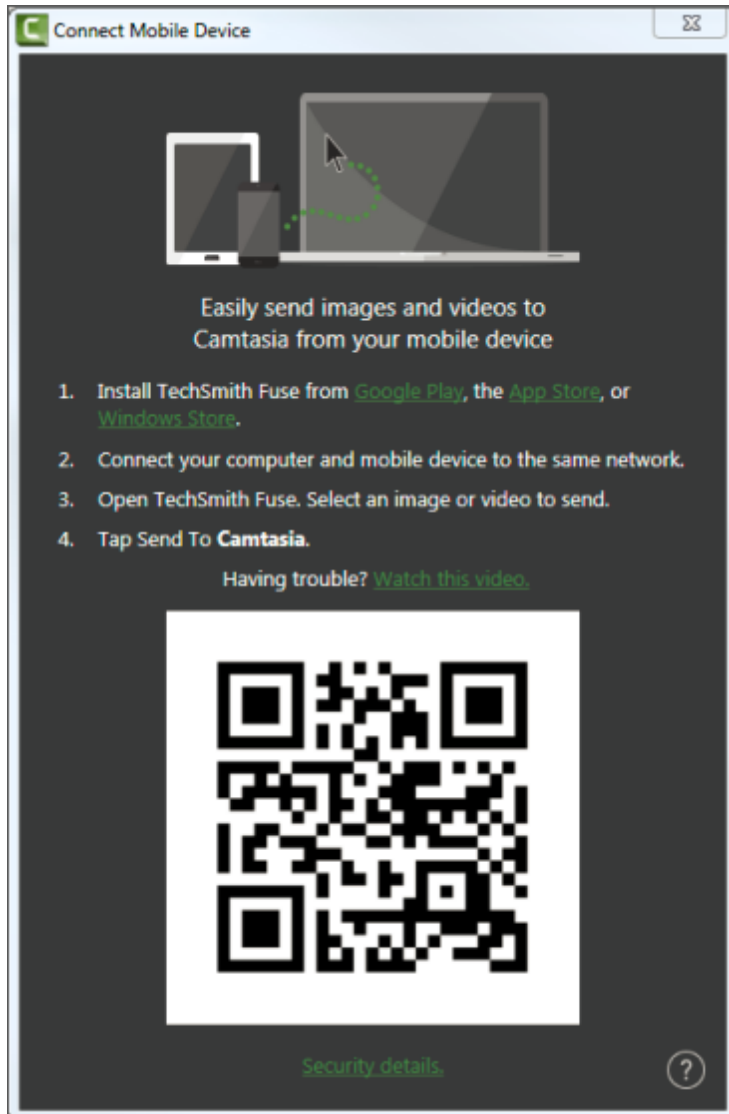 Connect Mobile Device
Easily send images and videos to
Camtasia from your mobile device
1. Install TechSmith Fuse from Google Play, the App Store, or
Windows Store.
2. Connect your computer and mobile device to the same network.
3. Open TechSmith Fuse. Select an image or video to send.
4. Tap Send To Camtasia.
Having trouble? Watch this video.
Security details.
?